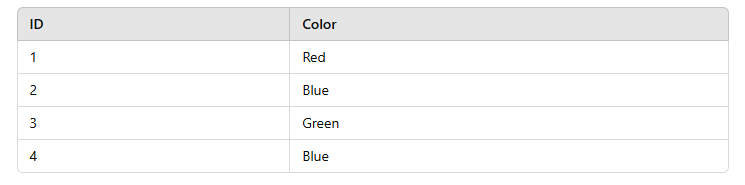 ID Color
1 Red
2 Blue
3 Green
4 Blue